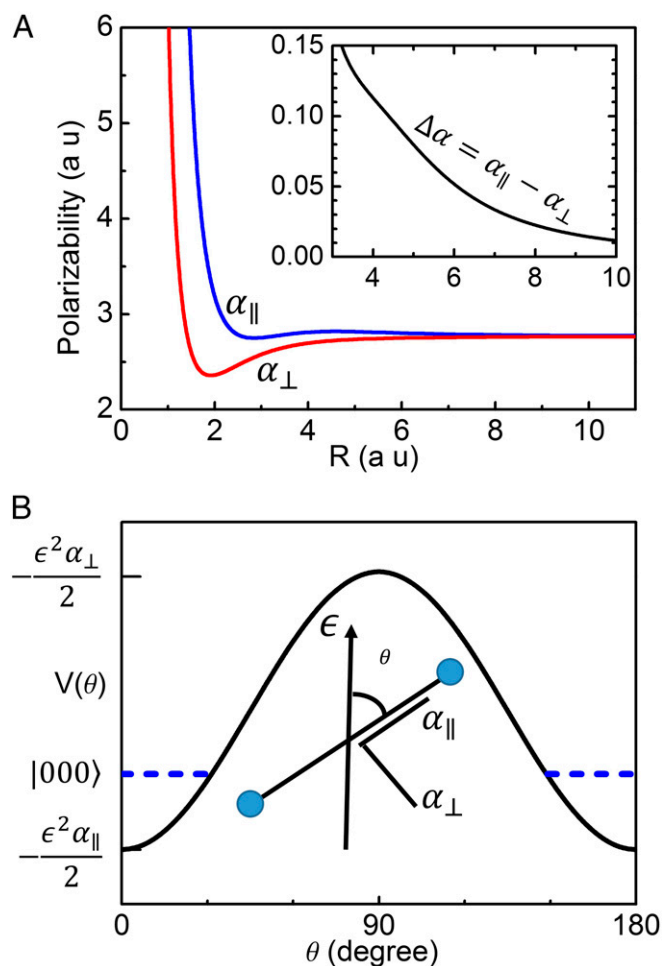 A
6
5
4
3
2
Polarizability (a u)
0 2 4 6 8 10
R (a u)
α∥
α⊥
0.15
0.10
0.05
0.00
4 6 8 10
Δα = α∥ − α⊥
B
−ϵ²α⊥/2
V(θ)
|000⟩
−ϵ²α∥/2
ϵ
θ
α∥
α⊥
0 90 180
θ (degree)